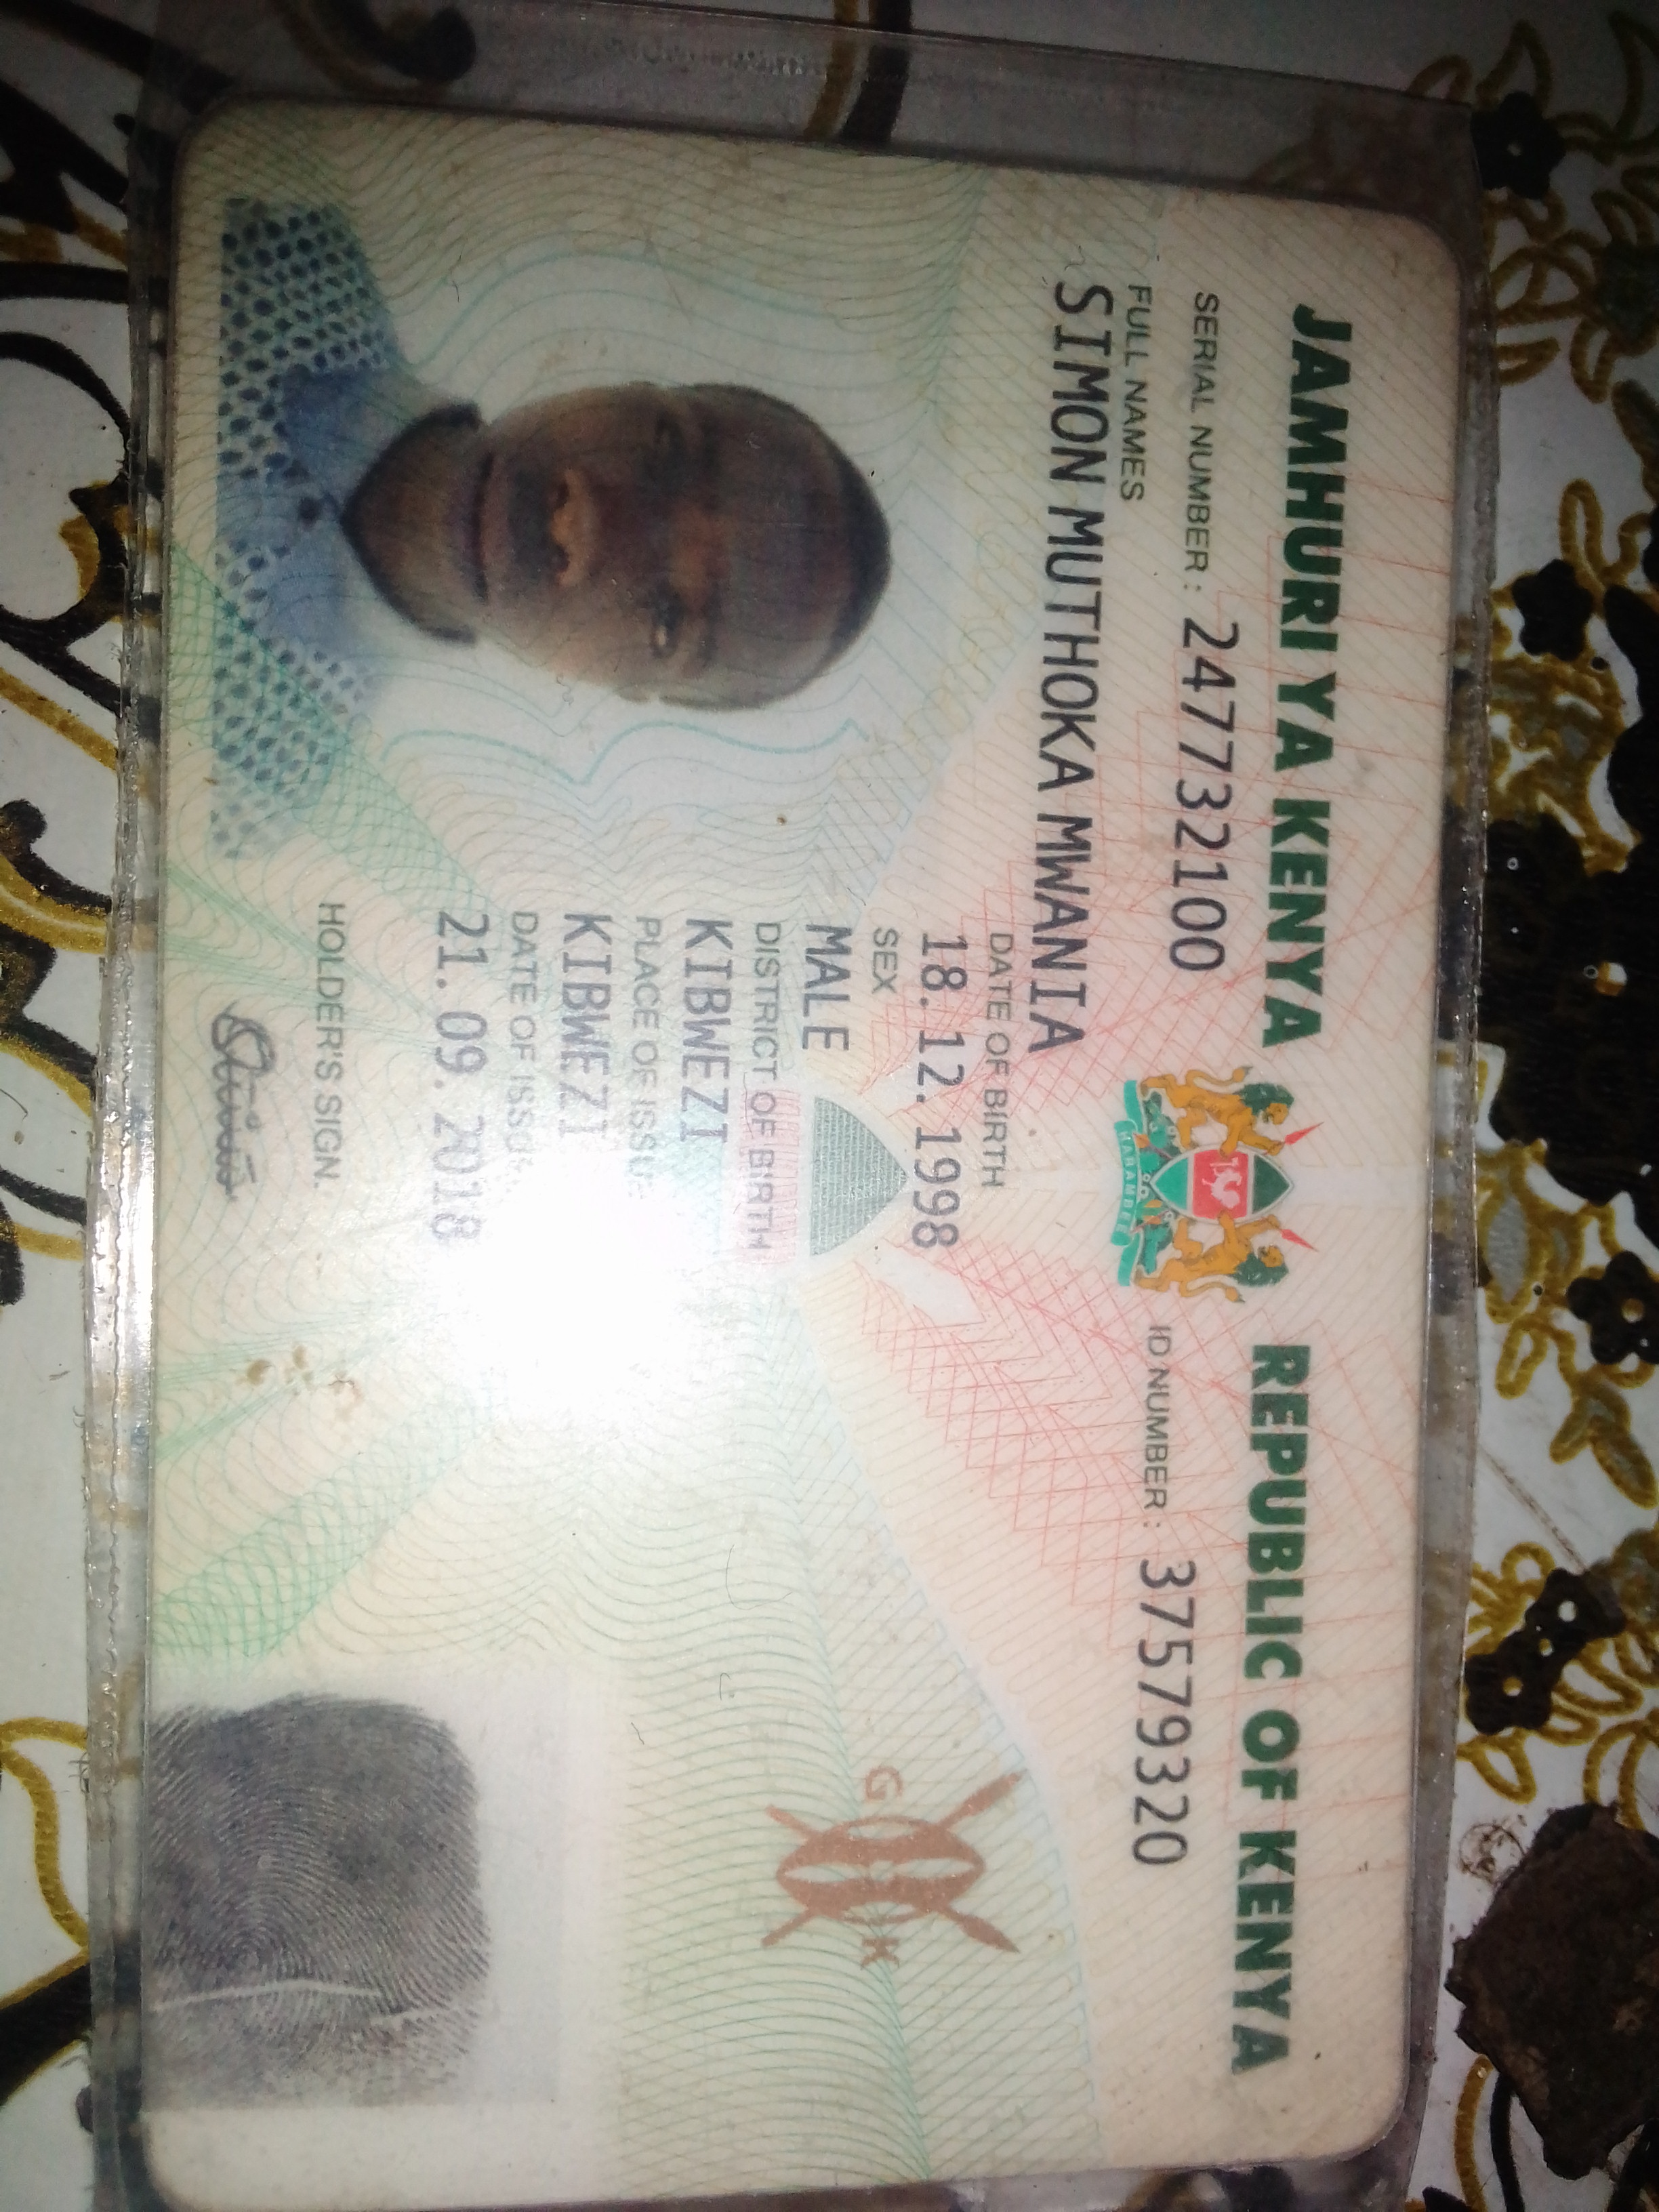 JAMHURI YA KENYA REPUBLIC OF KENYA
SERIAL NUMBER: 247732100 ID NUMBER: 37579320
HARAMBEE
FULL NAMES
SIMON MUTHOKA MWANIA
DATE OF BIRTH
18.12.1998
SEX
MALE
DISTRICT OF BIRTH
KIBWEZI
PLACE OF ISSUE
KIBWEZI
DATE OF ISSUE
21.09.2018
HOLDER'S SIGN.
G K